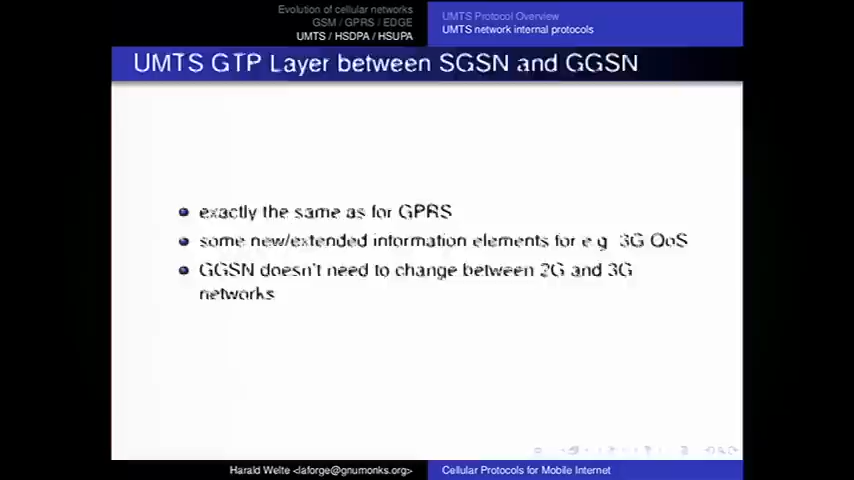 Evolution of cellular networks
GSM / GPRS / EDGE
UMTS / HSDPA / HSUPA
UMTS Protocol Overview
UMTS network internal protocols
UMTS GTP Layer between SGSN and GGSN
exactly the same as for GPRS
some new/extended information elements for e.g. 3G QoS
GGSN doesn't need to change between 2G and 3G
networks
Harald Welte <laforge@gnumonks.org>
Cellular Protocols for Mobile Internet